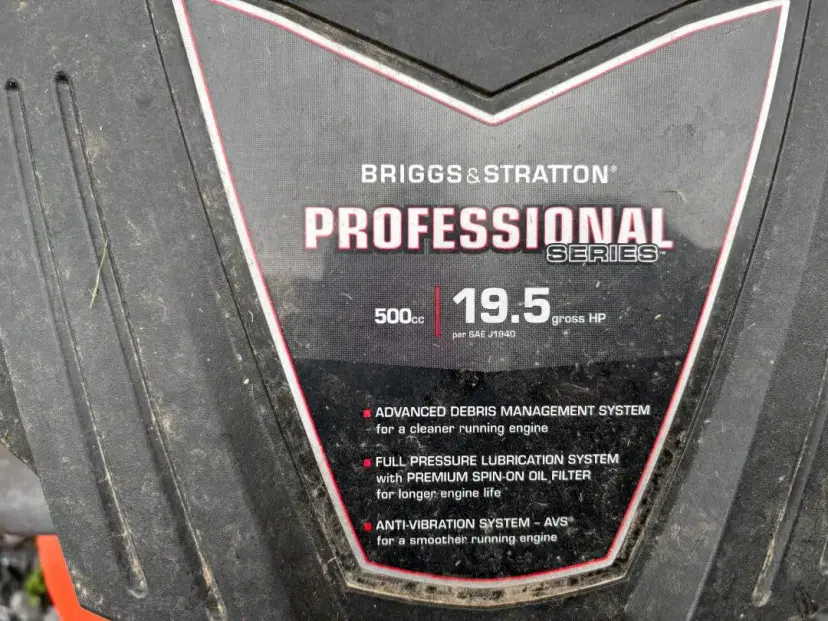 BRIGGS & STRATTON®
PROFESSIONAL
SERIES™
500cc 19.5 gross HP
per SAE J1940
ADVANCED DEBRIS MANAGEMENT SYSTEM
for a cleaner running engine
FULL PRESSURE LUBRICATION SYSTEM
with PREMIUM SPIN-ON OIL FILTER
for longer engine life
ANTI-VIBRATION SYSTEM – AVS®
for a smoother running engine